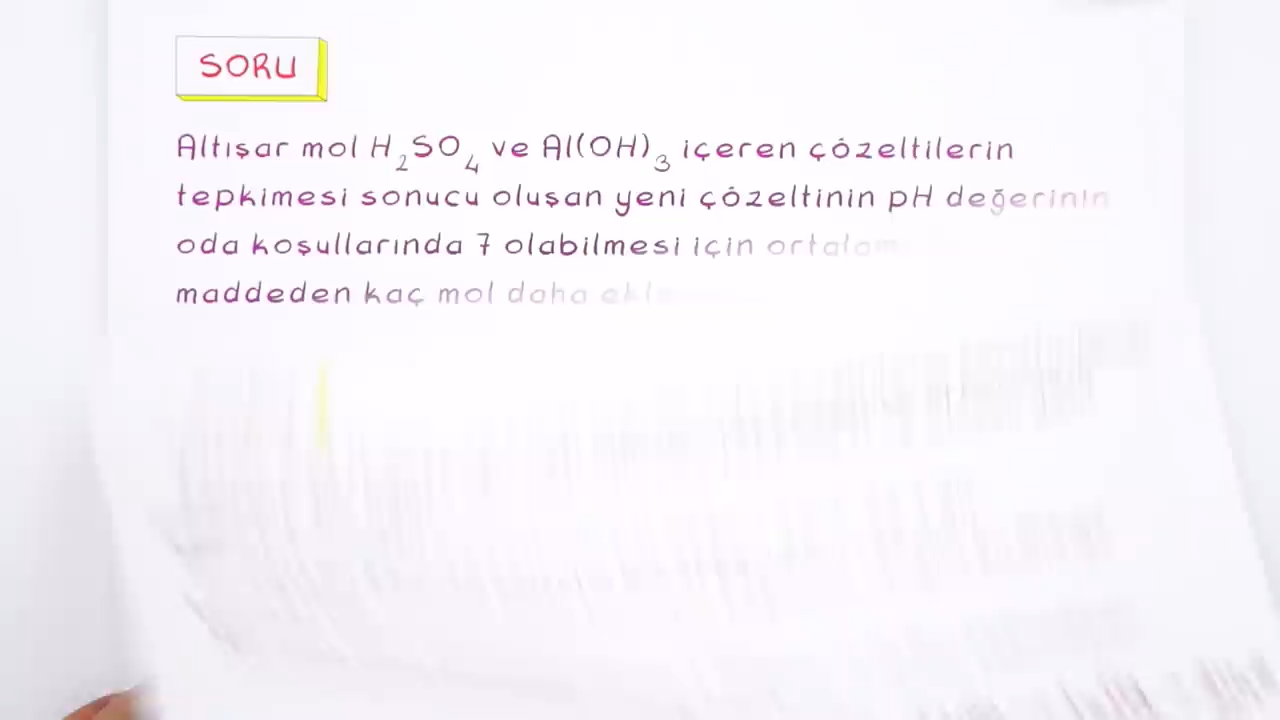 SORU
Altışar mol H₂SO₄ ve Al(OH)₃ içeren çözeltilerin
tepkimesi sonucu oluşan yeni çözeltinin pH değerinin
oda koşullarında 7 olabilmesi için
maddeden kaç mol daha